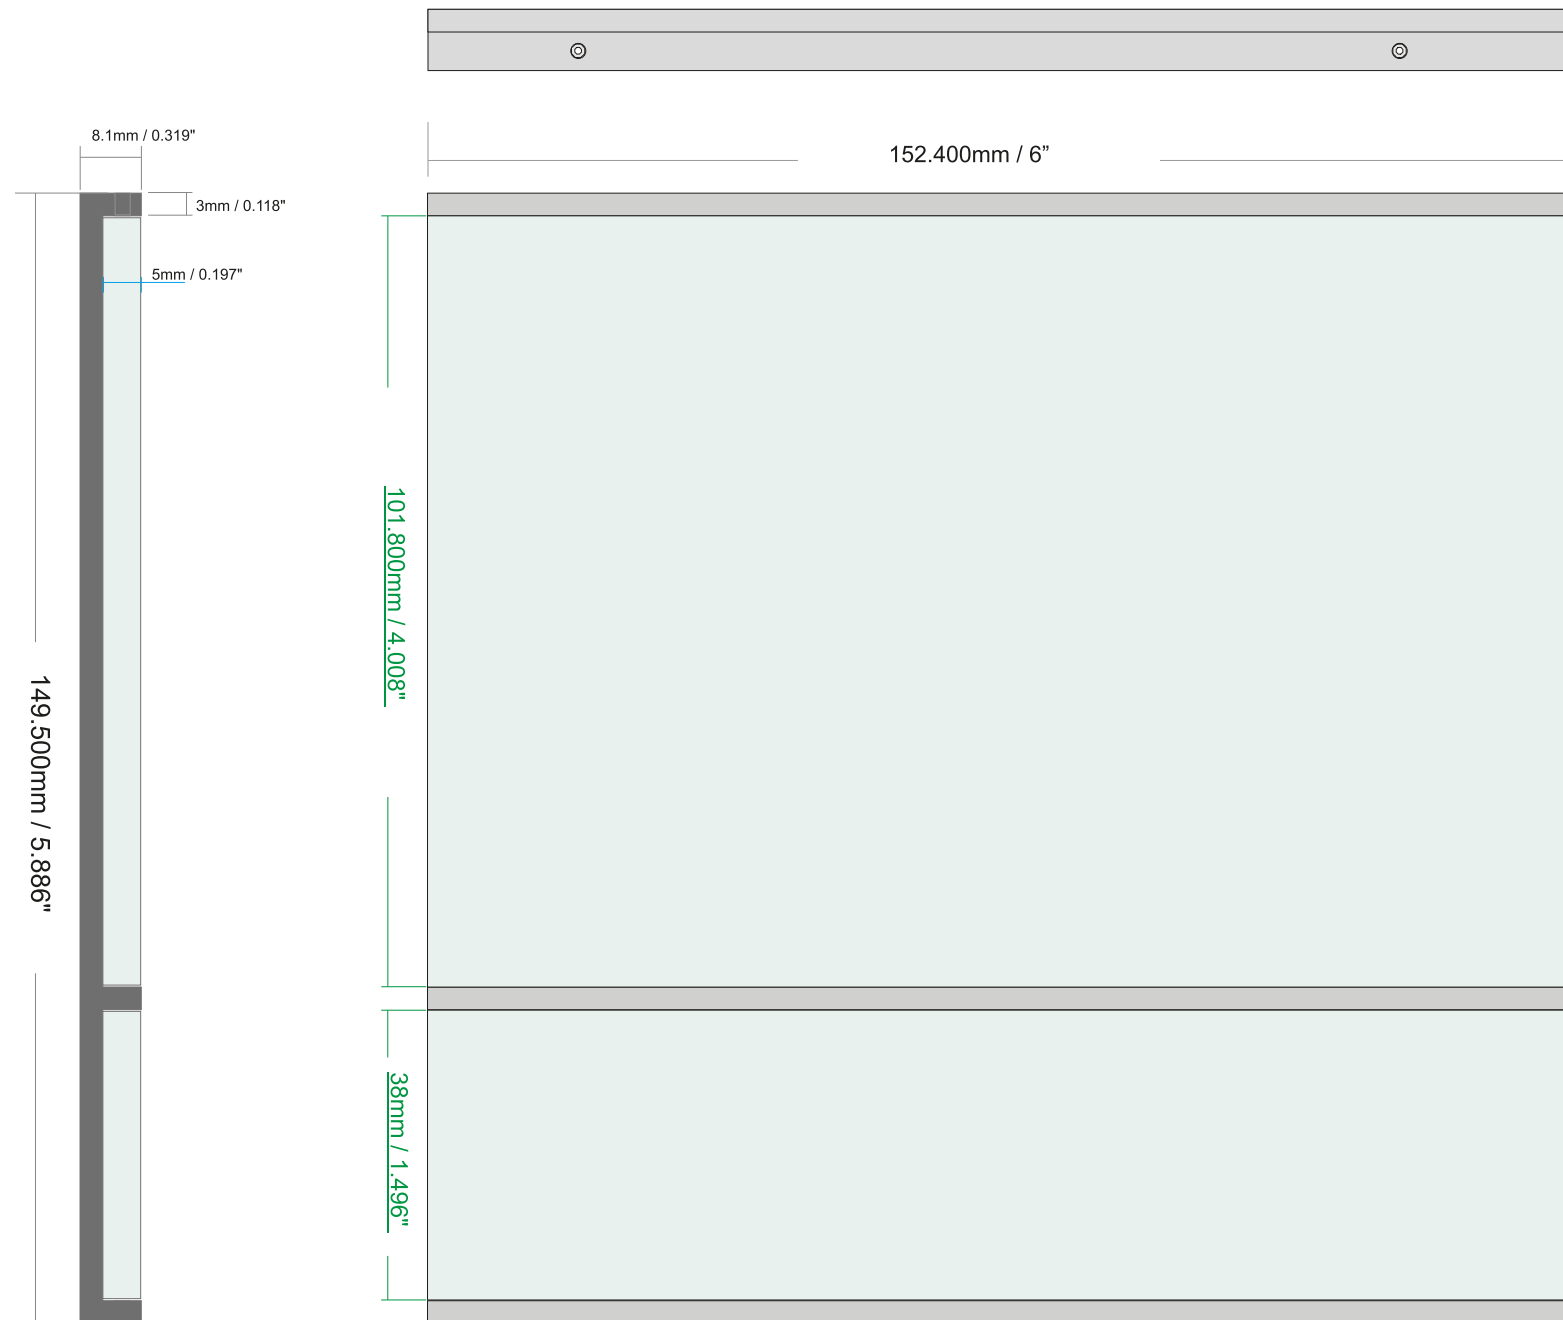 8.1mm / 0.319"
152.400mm / 6”
3mm / 0.118"
5mm / 0.197"
101.800mm / 4.008"
149.500mm / 5.886"
38mm / 1.496"